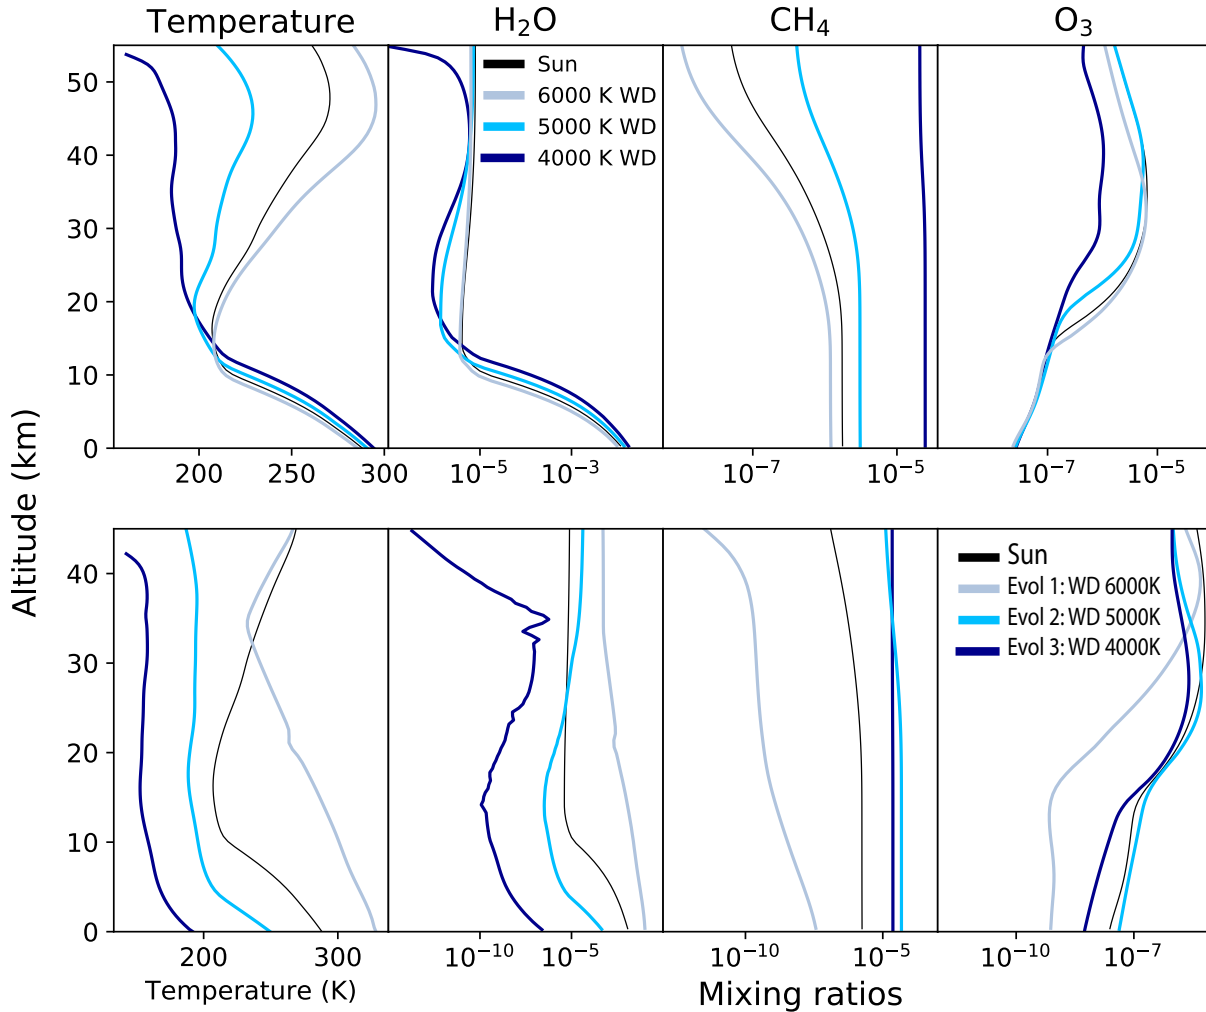 Temperature H₂O CH₄ O₃
Altitude (km)
50
40
30
20
10
0
Sun
6000 K WD
5000 K WD
4000 K WD
200 250 300 10⁻⁵ 10⁻³ 10⁻⁷ 10⁻⁵ 10⁻⁷ 10⁻⁵
40
30
20
10
0
Sun
Evol 1: WD 6000K
Evol 2: WD 5000K
Evol 3: WD 4000K
200 300 10⁻¹⁰ 10⁻⁵ 10⁻¹⁰ 10⁻⁵ 10⁻¹⁰ 10⁻⁷
Temperature (K) Mixing ratios